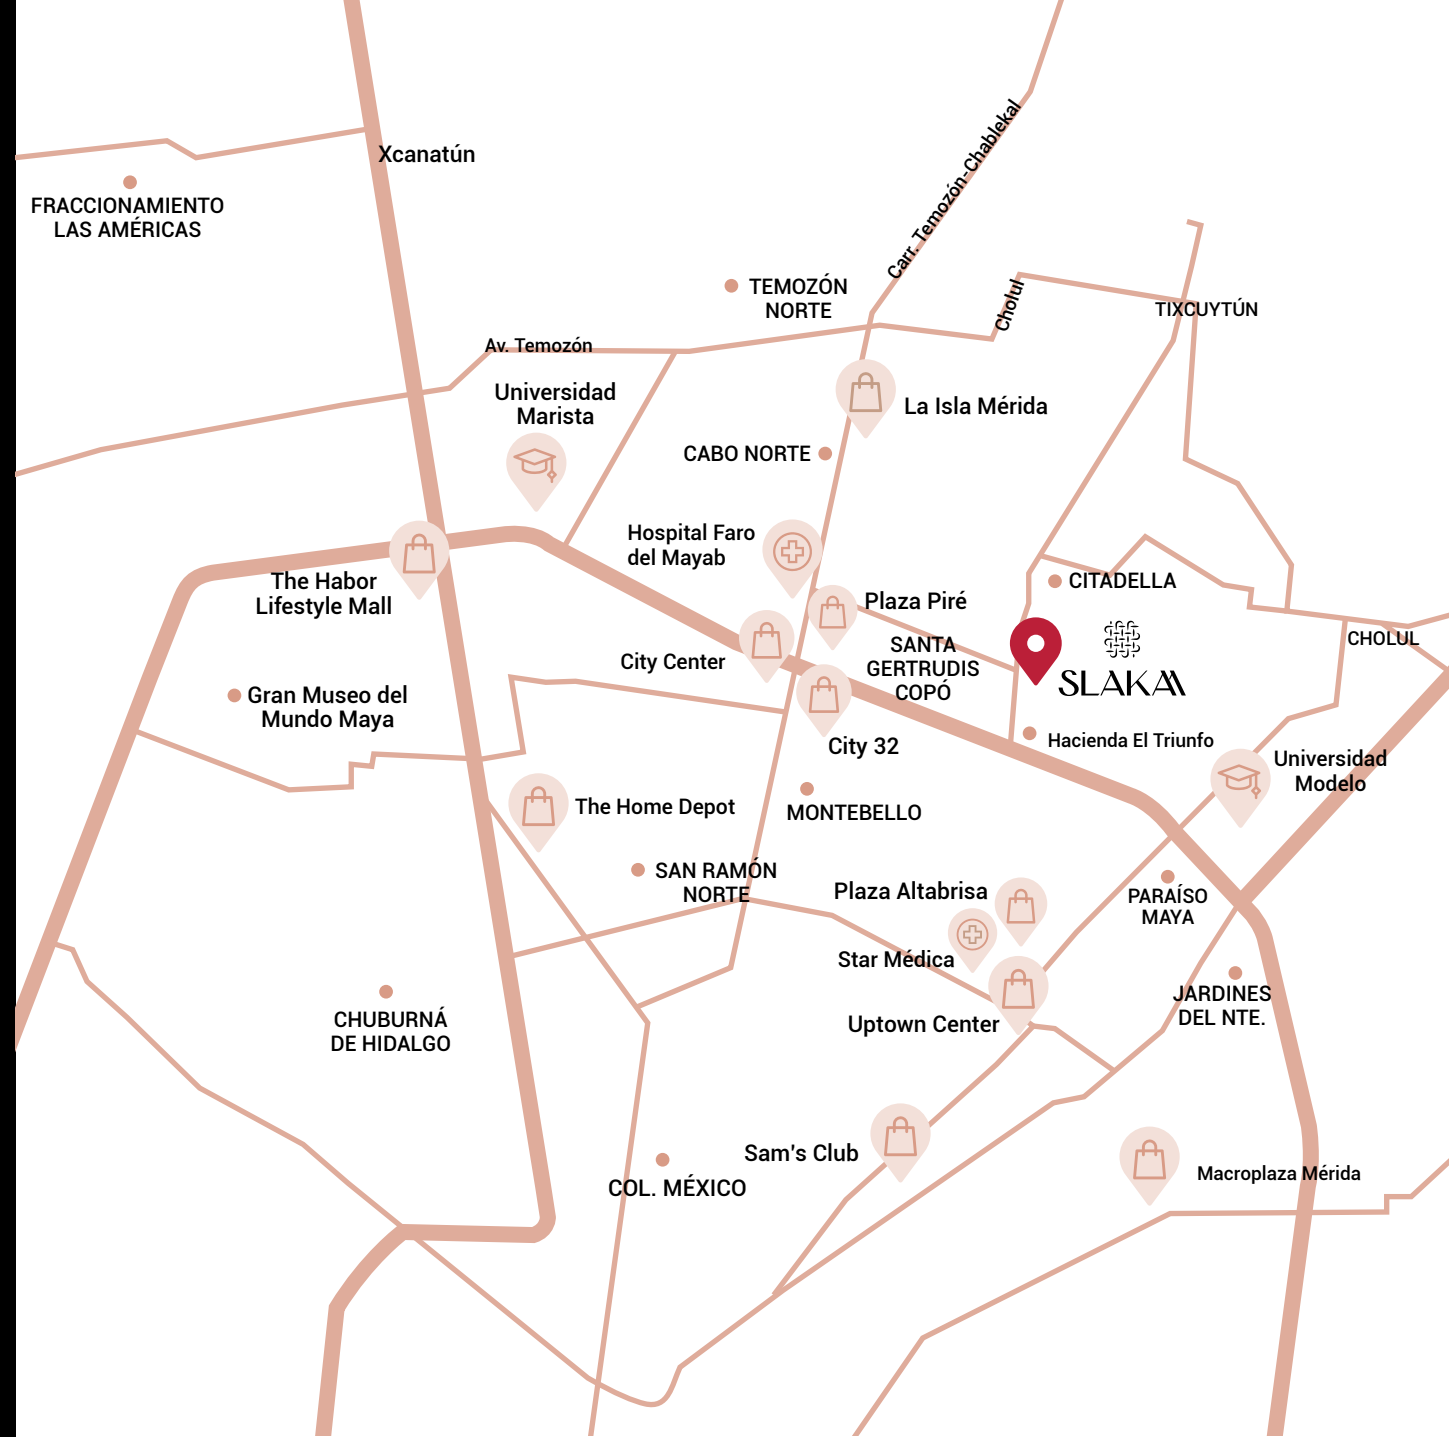 Xcanatún
FRACCIONAMIENTO
LAS AMÉRICAS
Carr. Temozón-Chablekal
TEMOZÓN
NORTE
Cholul
TIXCUYTÚN
Av. Temozón
Universidad
Marista
La Isla Mérida
CABO NORTE
Hospital Faro
del Mayab
The Habor
Lifestyle Mall
CITADELLA
Plaza Piré
SANTA
GERTRUDIS
COPÓ
CHOLUL
City Center
SLAKAA
Gran Museo del
Mundo Maya
City 32
Hacienda El Triunfo
Universidad
Modelo
The Home Depot
MONTEBELLO
SAN RAMÓN
NORTE
Plaza Altabrisa
PARAÍSO
MAYA
Star Médica
JARDINES
DEL NTE.
CHUBURNÁ
DE HIDALGO
Uptown Center
Sam's Club
COL. MÉXICO
Macroplaza Mérida